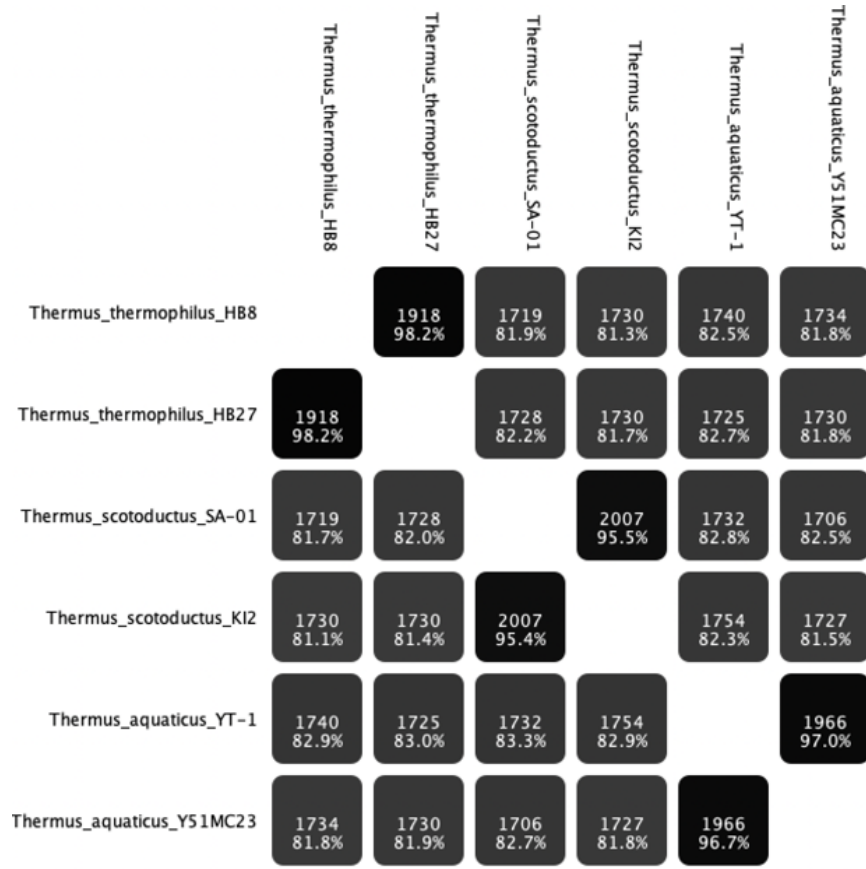 Thermus_thermophilus_HB8
Thermus_thermophilus_HB27
Thermus_scotoductus_SA-01
Thermus_scotoductus_KI2
Thermus_aquaticus_YT-1
Thermus_aquaticus_Y51MC23
Thermus_thermophilus_HB8
1918 1719 1730 1740 1734
98.2% 81.9% 81.3% 82.5% 81.8%
Thermus_thermophilus_HB27
1918 1728 1730 1725 1730
98.2% 82.2% 81.7% 82.7% 81.8%
Thermus_scotoductus_SA-01
1719 1728 2007 1732 1706
81.7% 82.0% 95.5% 82.8% 82.5%
Thermus_scotoductus_KI2
1730 1730 2007 1754 1727
81.1% 81.4% 95.4% 82.3% 81.5%
Thermus_aquaticus_YT-1
1740 1725 1732 1754 1966
82.9% 83.0% 83.3% 82.9% 97.0%
Thermus_aquaticus_Y51MC23
1734 1730 1706 1727 1966
81.8% 81.9% 82.7% 81.8% 96.7%